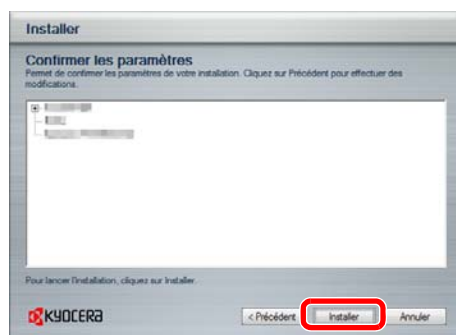 Installer
Confirmer les paramètres
Permet de confirmer les paramètres de votre installation. Cliquez sur Précédent pour effectuer des
modifications.
Pour lancer l'installation, cliquez sur Installer.
KYOCERA
< Précédent
Installer
Annuler